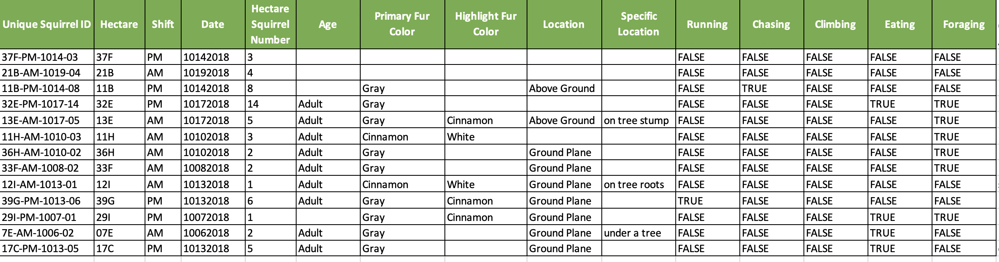 Unique Squirrel ID Hectare Shift Date Hectare Squirrel Number Age Primary Fur Color Highlight Fur Color Location Specific Location Running Chasing Climbing Eating Foraging
37F-PM-1014-03 37F PM 10142018 3 FALSE FALSE FALSE FALSE FALSE
21B-AM-1019-04 21B AM 10192018 4 FALSE FALSE FALSE FALSE FALSE
11B-PM-1014-08 11B PM 10142018 8 Gray Above Ground FALSE TRUE FALSE FALSE FALSE
32E-PM-1017-14 32E PM 10172018 14 Adult Gray FALSE FALSE FALSE TRUE TRUE
13E-AM-1017-05 13E AM 10172018 5 Adult Gray Cinnamon Above Ground on tree stump FALSE FALSE FALSE FALSE TRUE
11H-AM-1010-03 11H AM 10102018 3 Adult Cinnamon White FALSE FALSE FALSE FALSE TRUE
36H-AM-1010-02 36H AM 10102018 2 Adult Gray Ground Plane FALSE FALSE FALSE FALSE TRUE
33F-AM-1008-02 33F AM 10082018 2 Adult Gray Ground Plane FALSE FALSE FALSE FALSE TRUE
12I-AM-1013-01 12I AM 10132018 1 Adult Cinnamon White Ground Plane on tree roots FALSE FALSE FALSE FALSE FALSE
39G-PM-1013-06 39G PM 10132018 6 Adult Gray Cinnamon Ground Plane TRUE FALSE FALSE FALSE FALSE
29I-PM-1007-01 29I PM 10072018 1 Gray Cinnamon Ground Plane FALSE FALSE FALSE TRUE TRUE
7E-AM-1006-02 07E AM 10062018 2 Adult Gray Ground Plane under a tree FALSE FALSE FALSE TRUE FALSE
17C-PM-1013-05 17C PM 10132018 5 Adult Gray Ground Plane FALSE FALSE FALSE TRUE FALSE